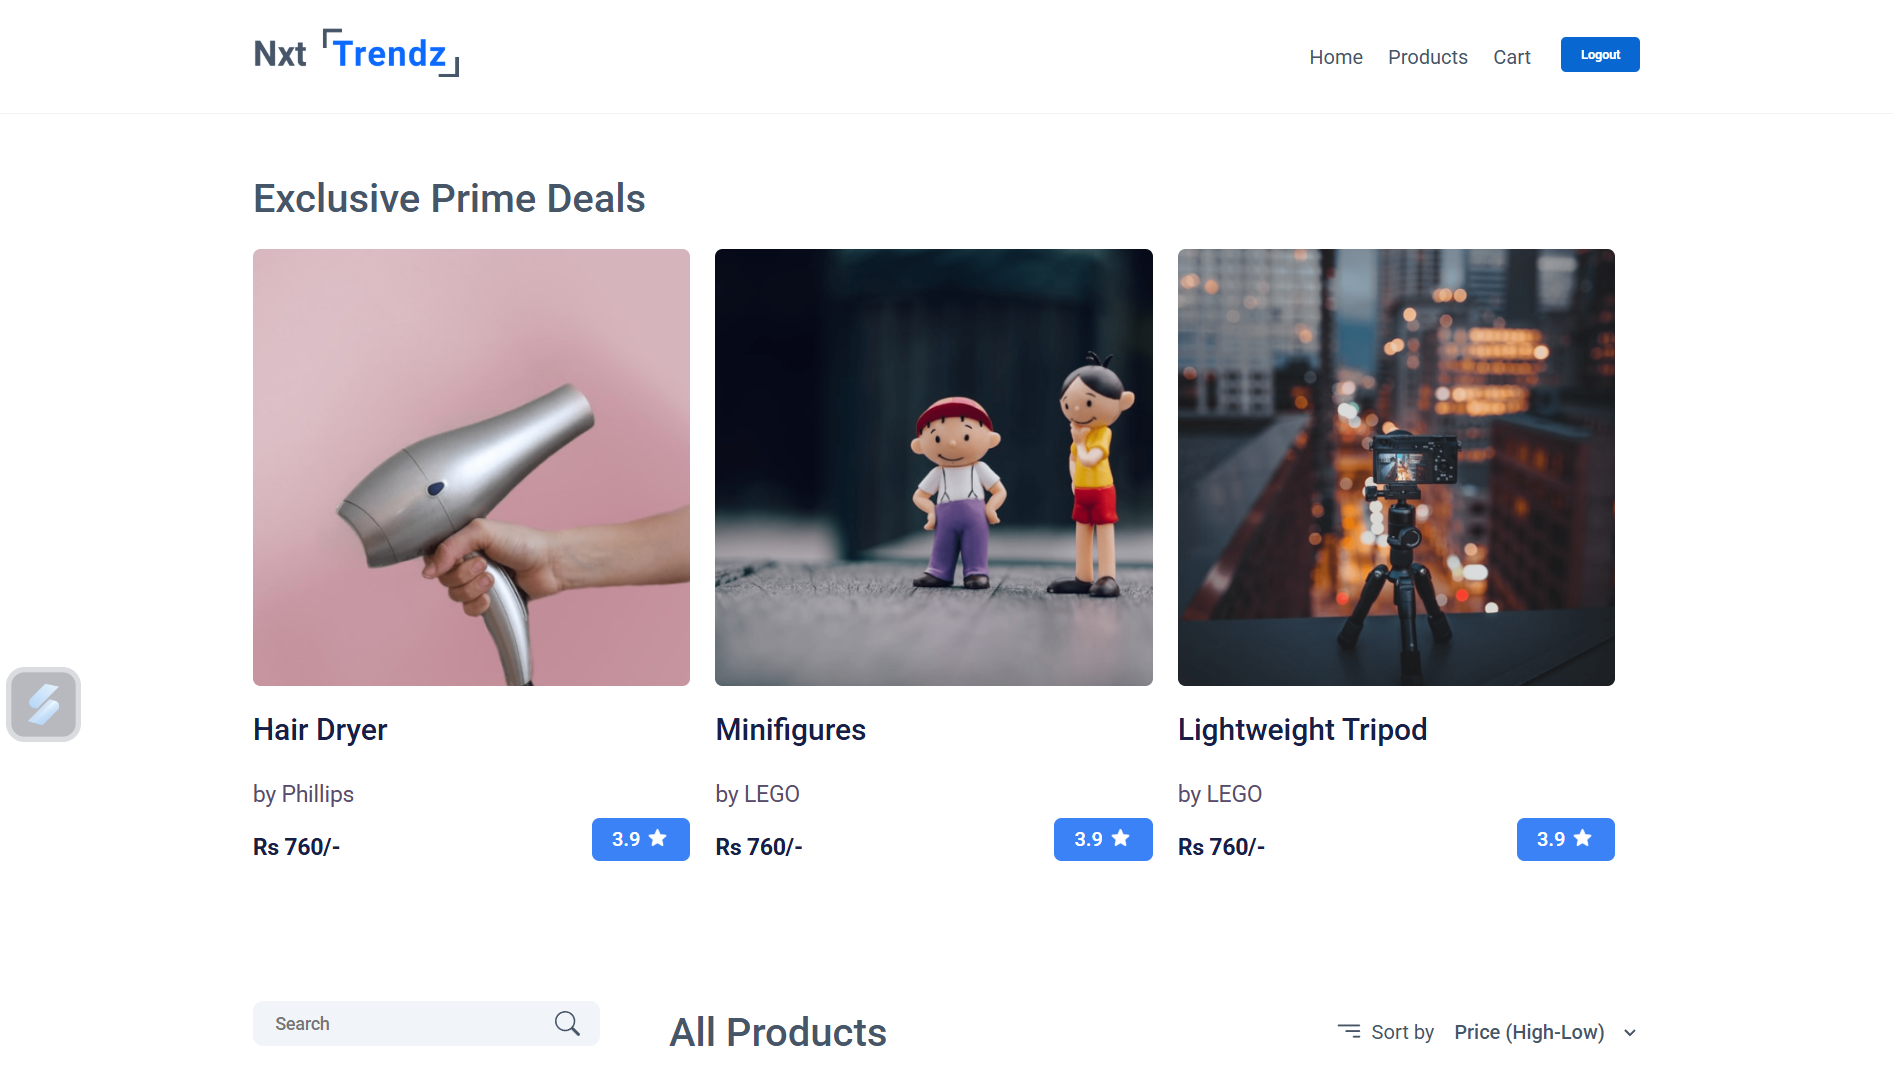 Nxt Trendz
Home Products Cart Logout
Exclusive Prime Deals
Hair Dryer
by Phillips
Rs 760/-
3.9
Minifigures
by LEGO
Rs 760/-
3.9
Lightweight Tripod
by LEGO
Rs 760/-
3.9
Search
All Products
Sort by Price (High-Low)